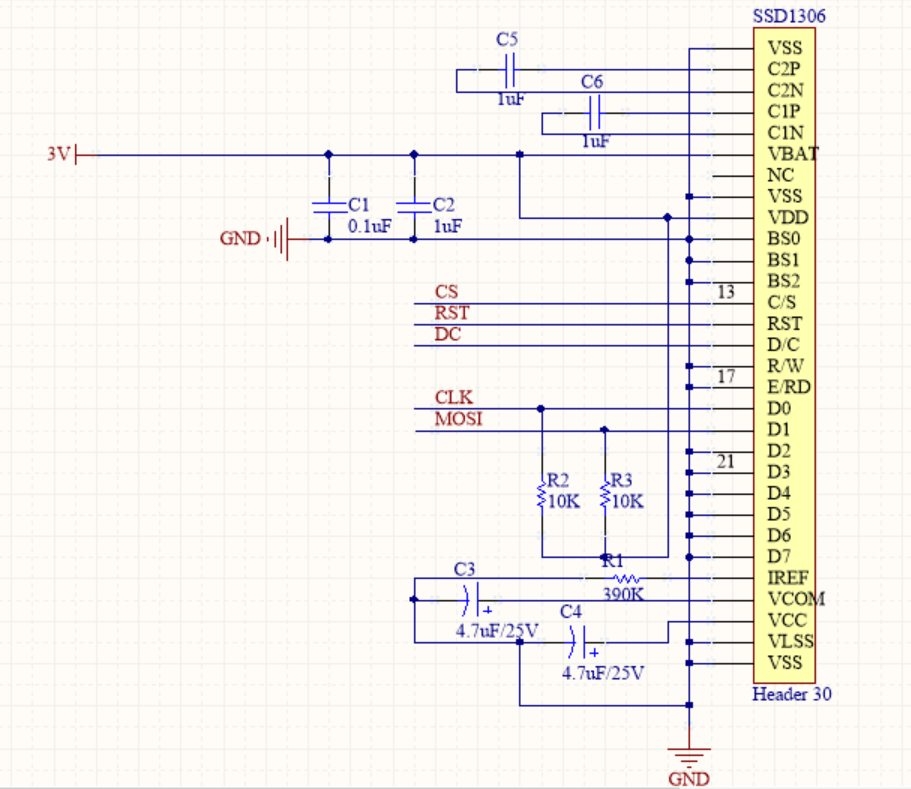 SSD1306
C5
VSS
C2P
C6
C2N
1uF
C1P
C1N
1uF
3V
VBAT
NC
C1
C2
VSS
0.1uF
1uF
VDD
GND
BS0
BS1
BS2
CS
13
C/S
RST
RST
DC
D/C
R/W
17
E/RD
CLK
D0
MOSI
D1
D2
21
D3
R2
R3
D4
10K
10K
D5
D6
D7
R1
C3
IREF
390K
VCOM
C4
+
VCC
4.7uF/25V
VLSS
+
VSS
4.7uF/25V
Header 30
GND